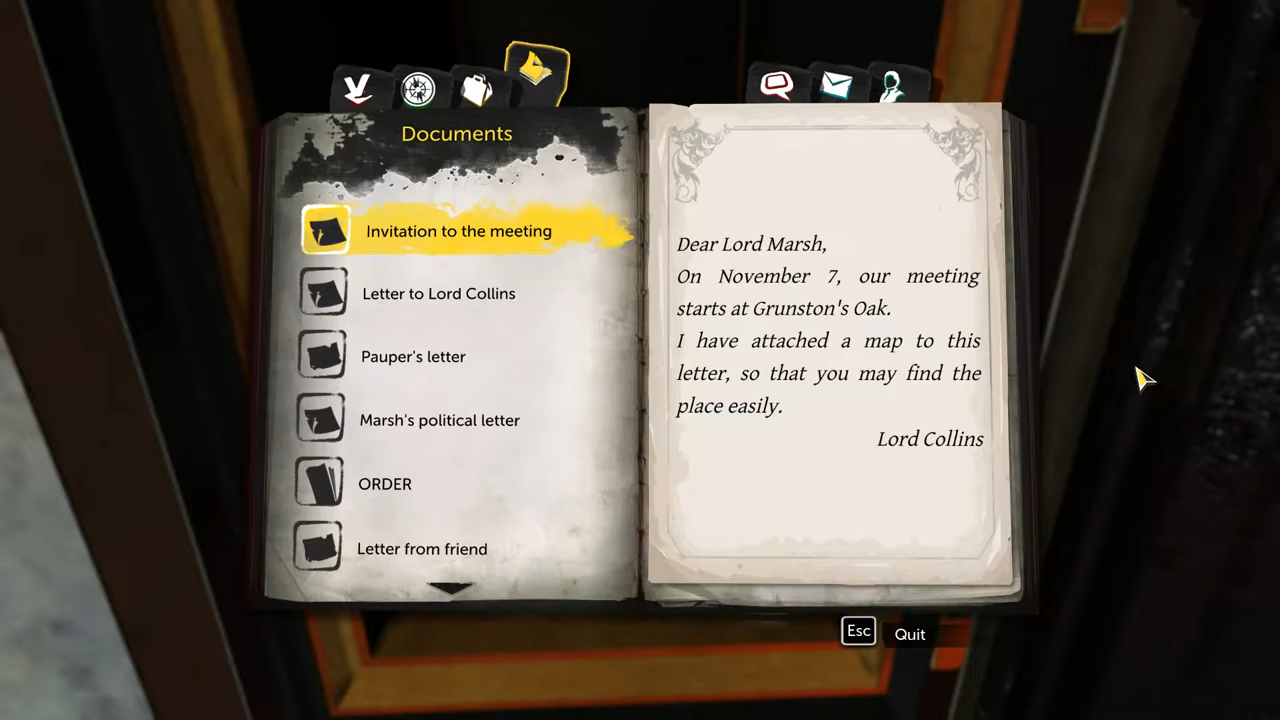 Documents
Invitation to the meeting
Letter to Lord Collins
Pauper's letter
Marsh's political letter
ORDER
Letter from friend
Dear Lord Marsh,
On November 7, our meeting
starts at Grunston's Oak.
I have attached a map to this
letter, so that you may find the
place easily.
Lord Collins
Esc Quit